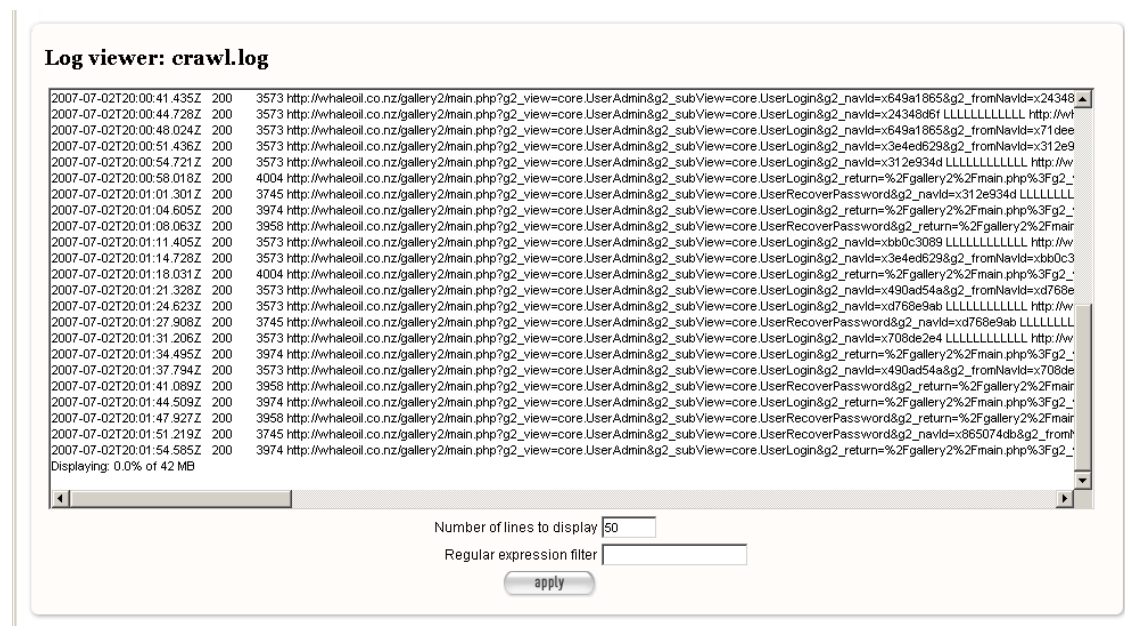 Log viewer: crawl.log
2007-07-02T20:00:41.435Z 200 3573 http://whaleoil.co.nz/gallery2/main.php?g2_view=core.UserAdmin&g2_subView=core.UserLogin&g2_navId=x649a1865&g2_fromNavId=x24348
2007-07-02T20:00:44.728Z 200 3573 http://whaleoil.co.nz/gallery2/main.php?g2_view=core.UserAdmin&g2_subView=core.UserLogin&g2_navId=x24348d6f LLLLLLLLLLLL http://wh
2007-07-02T20:00:48.024Z 200 3573 http://whaleoil.co.nz/gallery2/main.php?g2_view=core.UserAdmin&g2_subView=core.UserLogin&g2_navId=x649a1865&g2_fromNavId=x71dee
2007-07-02T20:00:51.436Z 200 3573 http://whaleoil.co.nz/gallery2/main.php?g2_view=core.UserAdmin&g2_subView=core.UserLogin&g2_navId=x3e4ed629&g2_fromNavId=x312e9
2007-07-02T20:00:54.721Z 200 3573 http://whaleoil.co.nz/gallery2/main.php?g2_view=core.UserAdmin&g2_subView=core.UserLogin&g2_navId=x312e934d LLLLLLLLLLLL http://w
2007-07-02T20:00:58.018Z 200 4004 http://whaleoil.co.nz/gallery2/main.php?g2_view=core.UserAdmin&g2_subView=core.UserLogin&g2_return=%2Fgallery2%2Fmain.php%3Fg2_
2007-07-02T20:01:01.301Z 200 3745 http://whaleoil.co.nz/gallery2/main.php?g2_view=core.UserAdmin&g2_subView=core.UserRecoverPassword&g2_navId=x312e934d LLLLLLLL
2007-07-02T20:01:04.605Z 200 3974 http://whaleoil.co.nz/gallery2/main.php?g2_view=core.UserAdmin&g2_subView=core.UserLogin&g2_return=%2Fgallery2%2Fmain.php%3Fg2_
2007-07-02T20:01:08.063Z 200 3958 http://whaleoil.co.nz/gallery2/main.php?g2_view=core.UserAdmin&g2_subView=core.UserRecoverPassword&g2_return=%2Fgallery2%2Fmain
2007-07-02T20:01:11.405Z 200 3573 http://whaleoil.co.nz/gallery2/main.php?g2_view=core.UserAdmin&g2_subView=core.UserLogin&g2_navId=xbb0c3089 LLLLLLLLLLLL http://w
2007-07-02T20:01:14.728Z 200 3573 http://whaleoil.co.nz/gallery2/main.php?g2_view=core.UserAdmin&g2_subView=core.UserLogin&g2_navId=x3e4ed629&g2_fromNavId=xbb0c3
2007-07-02T20:01:18.031Z 200 4004 http://whaleoil.co.nz/gallery2/main.php?g2_view=core.UserAdmin&g2_subView=core.UserLogin&g2_return=%2Fgallery2%2Fmain.php%3Fg2_
2007-07-02T20:01:21.328Z 200 3573 http://whaleoil.co.nz/gallery2/main.php?g2_view=core.UserAdmin&g2_subView=core.UserLogin&g2_navId=x490ad54a&g2_fromNavId=xd768e
2007-07-02T20:01:24.623Z 200 3573 http://whaleoil.co.nz/gallery2/main.php?g2_view=core.UserAdmin&g2_subView=core.UserLogin&g2_navId=xd768e9ab LLLLLLLLLLLL http://w
2007-07-02T20:01:27.908Z 200 3745 http://whaleoil.co.nz/gallery2/main.php?g2_view=core.UserAdmin&g2_subView=core.UserRecoverPassword&g2_navId=xd768e9ab LLLLLLLL
2007-07-02T20:01:31.206Z 200 3573 http://whaleoil.co.nz/gallery2/main.php?g2_view=core.UserAdmin&g2_subView=core.UserLogin&g2_navId=x708de2e4 LLLLLLLLLLLL http://w
2007-07-02T20:01:34.495Z 200 3974 http://whaleoil.co.nz/gallery2/main.php?g2_view=core.UserAdmin&g2_subView=core.UserLogin&g2_return=%2Fgallery2%2Fmain.php%3Fg2_
2007-07-02T20:01:37.794Z 200 3573 http://whaleoil.co.nz/gallery2/main.php?g2_view=core.UserAdmin&g2_subView=core.UserLogin&g2_navId=x490ad54a&g2_fromNavId=x708de
2007-07-02T20:01:41.089Z 200 3958 http://whaleoil.co.nz/gallery2/main.php?g2_view=core.UserAdmin&g2_subView=core.UserRecoverPassword&g2_return=%2Fgallery2%2Fmain
2007-07-02T20:01:44.509Z 200 3974 http://whaleoil.co.nz/gallery2/main.php?g2_view=core.UserAdmin&g2_subView=core.UserLogin&g2_return=%2Fgallery2%2Fmain.php%3Fg2_
2007-07-02T20:01:47.927Z 200 3958 http://whaleoil.co.nz/gallery2/main.php?g2_view=core.UserAdmin&g2_subView=core.UserRecoverPassword&g2_return=%2Fgallery2%2Fmain
2007-07-02T20:01:51.219Z 200 3745 http://whaleoil.co.nz/gallery2/main.php?g2_view=core.UserAdmin&g2_subView=core.UserRecoverPassword&g2_navId=x865074db&g2_from
2007-07-02T20:01:54.585Z 200 3974 http://whaleoil.co.nz/gallery2/main.php?g2_view=core.UserAdmin&g2_subView=core.UserLogin&g2_return=%2Fgallery2%2Fmain.php%3Fg2_
Displaying: 0.0% of 42 MB
Number of lines to display 50
Regular expression filter
apply